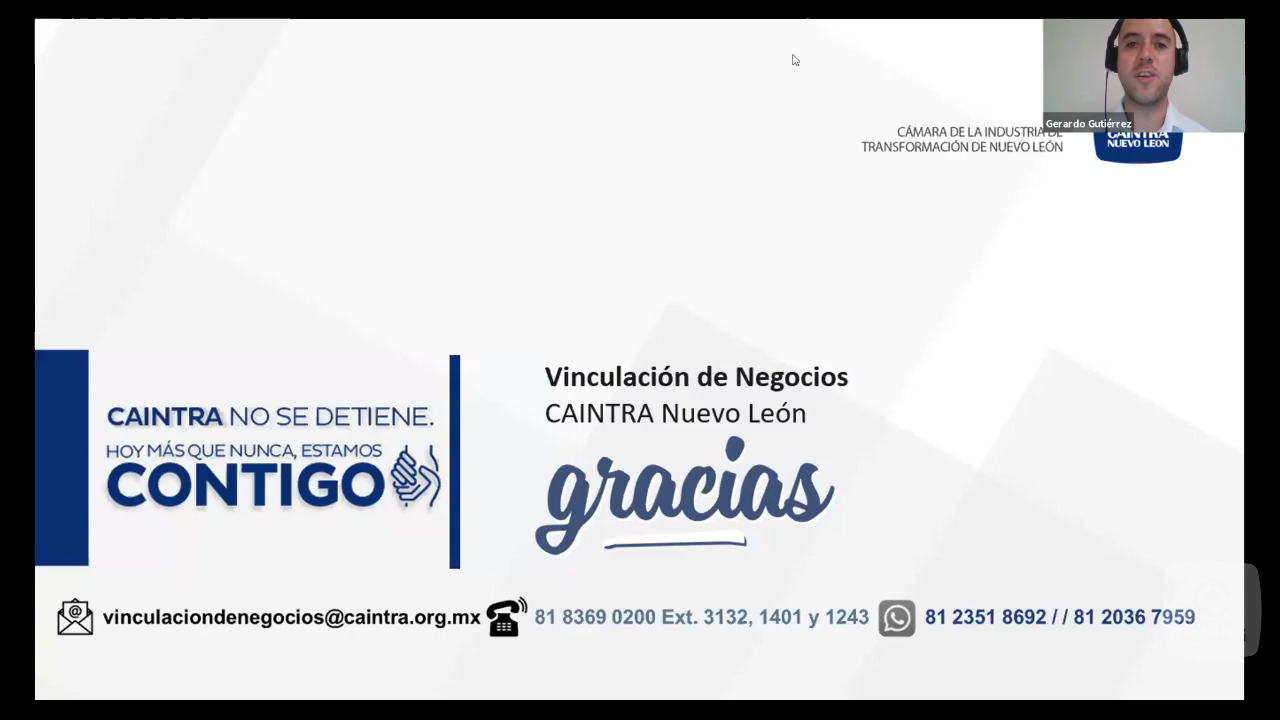 Gerardo Gutiérrez
CÁMARA DE LA INDUSTRIA DE
TRANSFORMACIÓN DE NUEVO LEÓN
CAINTRA
NUEVO LEÓN
Vinculación de Negocios
CAINTRA Nuevo León
gracias
CAINTRA NO SE DETIENE.
HOY MÁS QUE NUNCA, ESTAMOS
CONTIGO
vinculaciondenegocios@caintra.org.mx
81 8369 0200 Ext. 3132, 1401 y 1243
81 2351 8692 / / 81 2036 7959